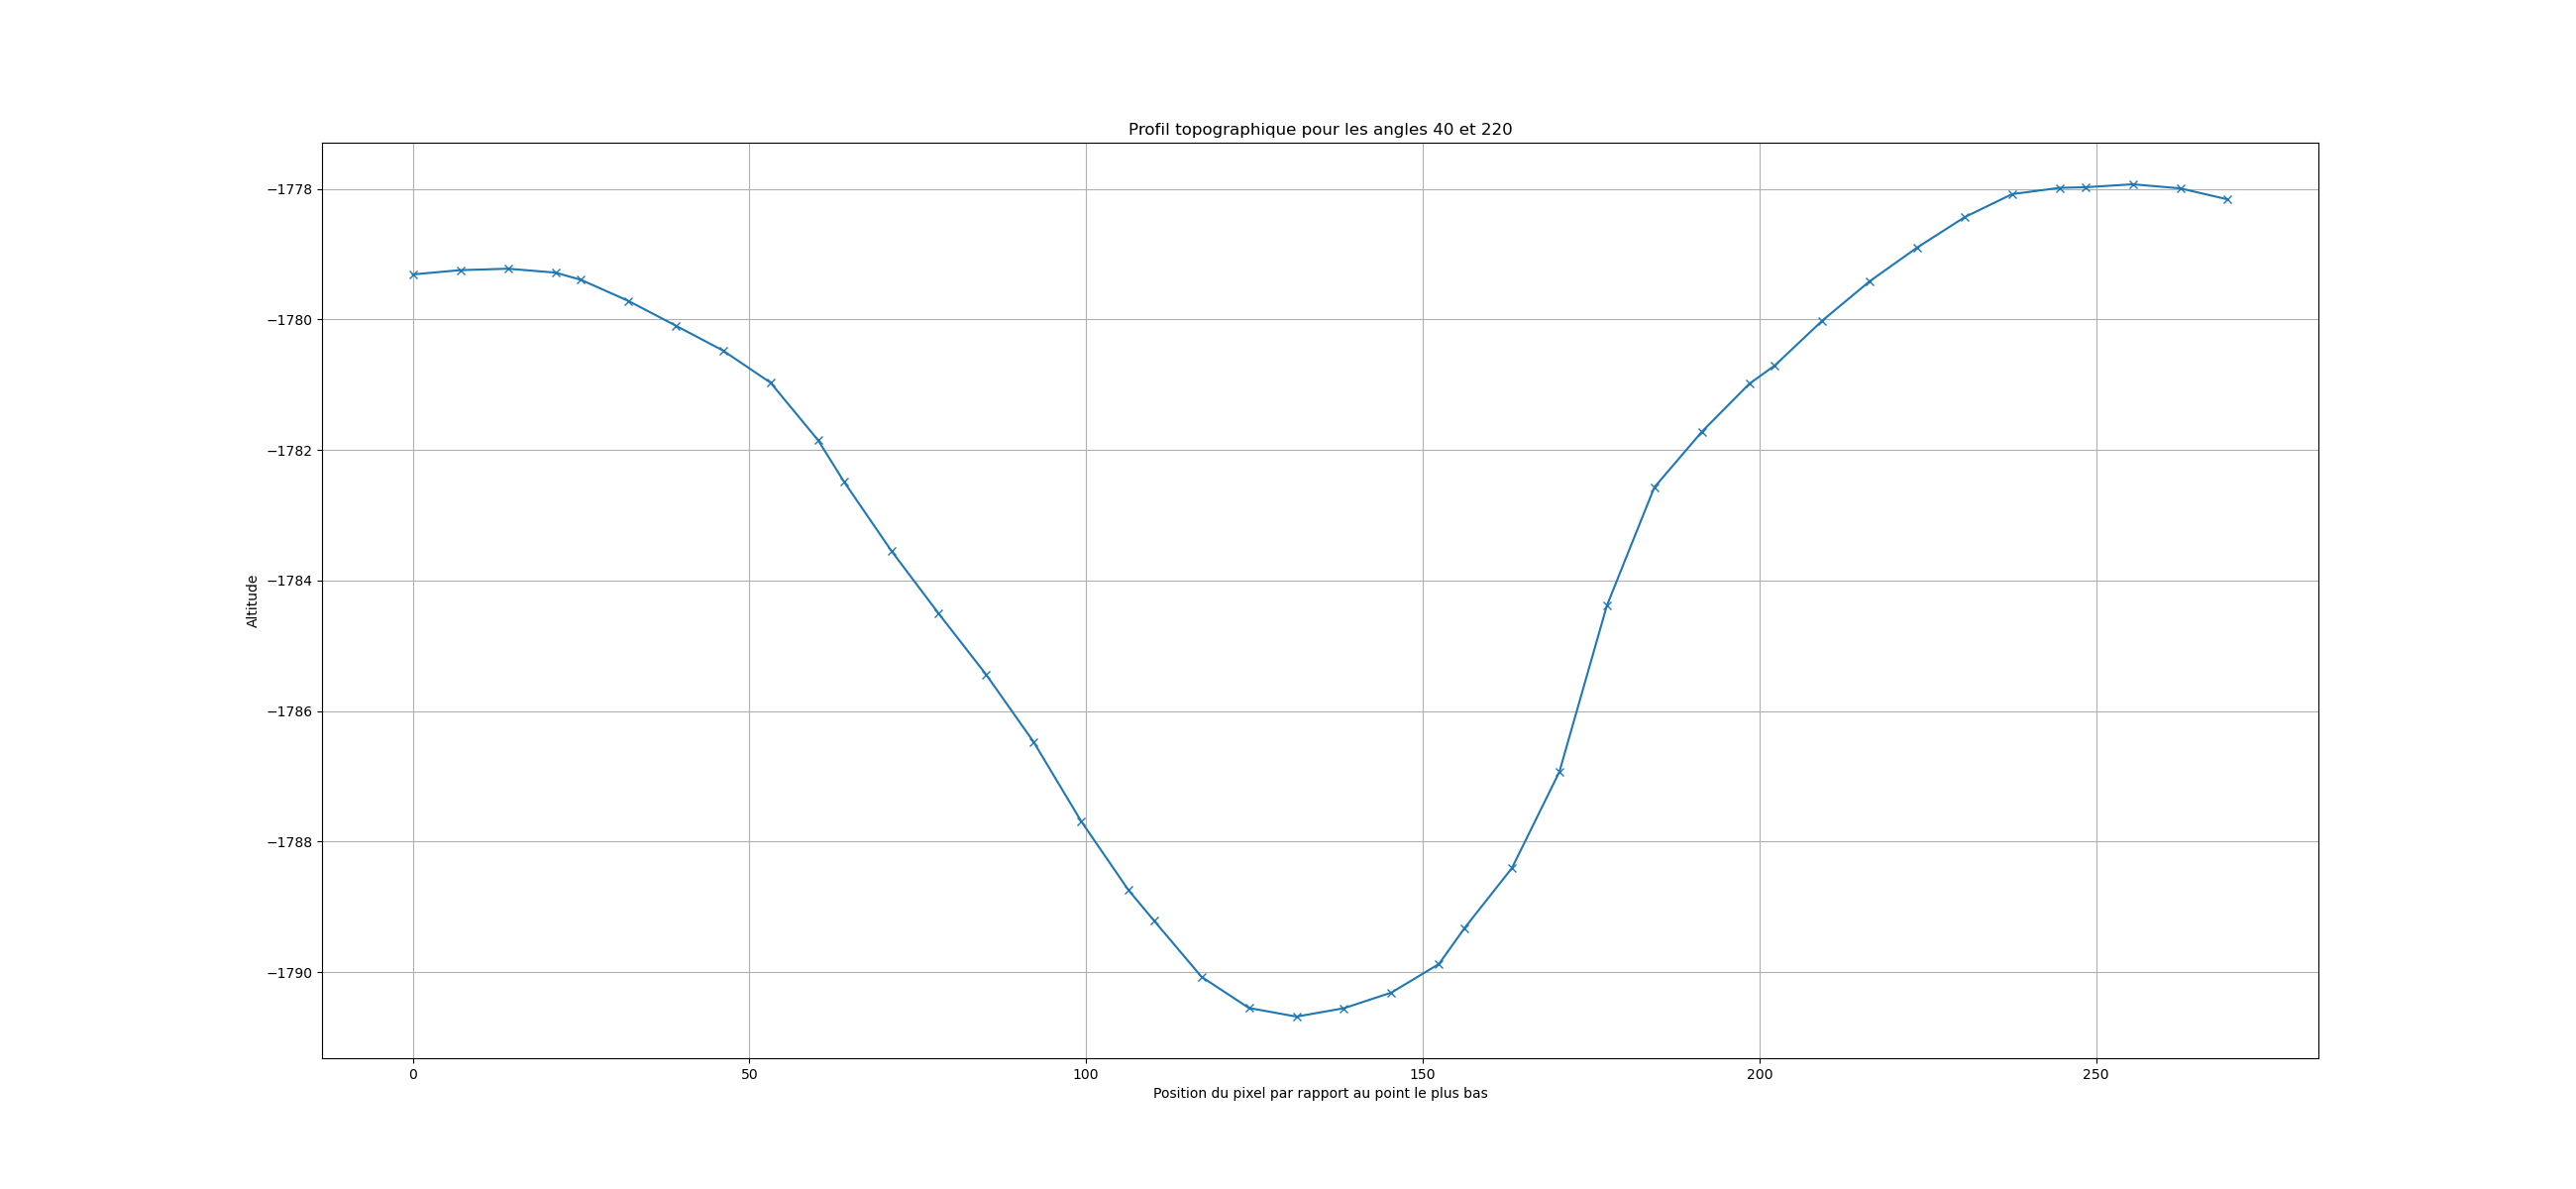 Profil topographique pour les angles 40 et 220
−1778
−1780
−1782
−1784
−1786
−1788
−1790
Altitude
0 50 100 150 200 250
Position du pixel par rapport au point le plus bas